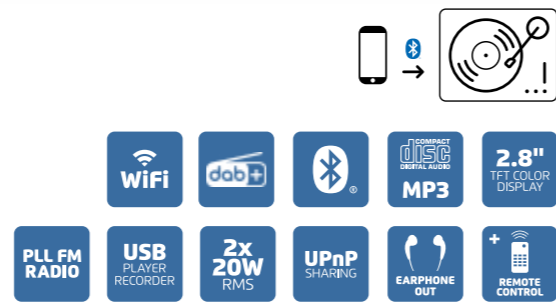 WiFi
dab+
®
COMPACT
disc
DIGITAL AUDIO
MP3
2.8"
TFT COLOR
DISPLAY
PLL FM
RADIO
USB
PLAYER
RECORDER
2x
20W
RMS
UPnP
SHARING
EARPHONE
OUT
+
REMOTE
CONTROL